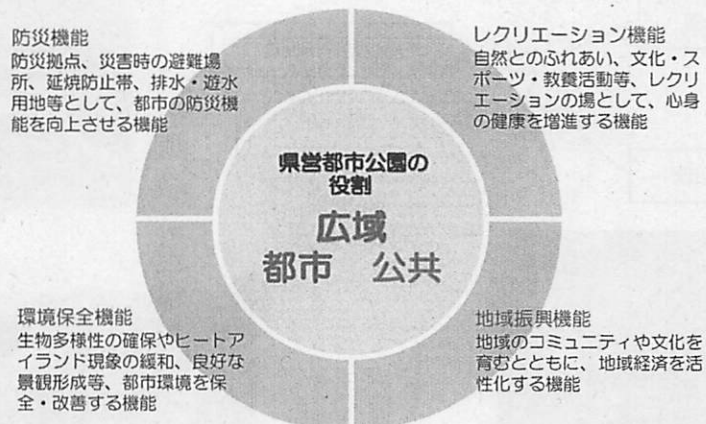 防災機能
防災拠点、災害時の避難場
所、延焼防止帯、排水・遊水
用地等として、都市の防災機
能を向上させる機能
レクリエーション機能
自然とのふれあい、文化・ス
ポーツ・教養活動等、レクリ
エーションの場として、心身
の健康を増進する機能
県営都市公園の
役割
広域
都市　公共
環境保全機能
生物多様性の確保やヒートア
イランド現象の緩和、良好な
景観形成等、都市環境を保
全・改善する機能
地域振興機能
地域のコミュニティや文化を
育むとともに、地域経済を活
性化する機能